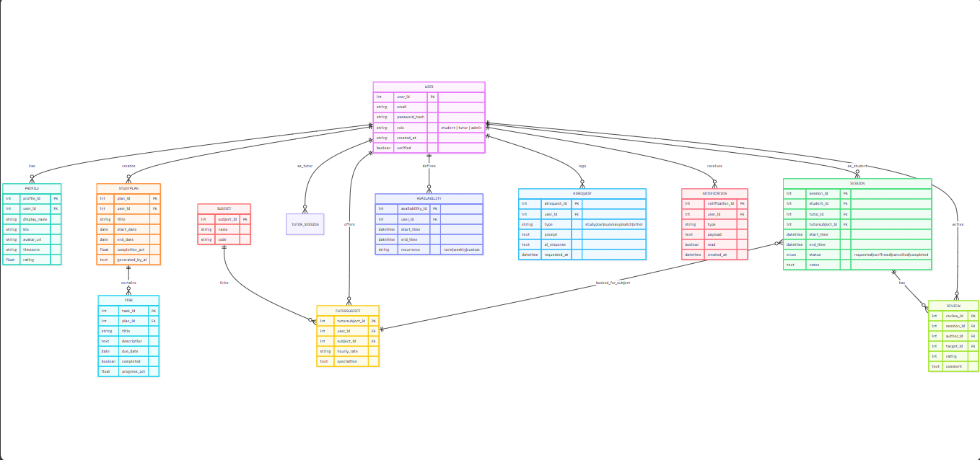 USER
int user_id PK
string email
string password_hash
string role student|tutor|admin
string created_at
boolean verified
has
creates
as_tutor
offers
defines
logs
receives
as_student
author
PROFILE
int profile_id PK
int user_id FK
string display_name
text bio
string avatar_url
string timezone
float rating
STUDYPLAN
int plan_id PK
int user_id FK
string title
date start_date
date end_date
float completion_pct
text generated_by_ai
SUBJECT
int subject_id PK
string name
string code
TUTOR_SESSION
AVAILABILITY
int availability_id PK
int user_id FK
datetime start_time
datetime end_time
string recurrence
AIREQUEST
int airequest_id PK
int user_id FK
string type
text prompt
text ai_response
datetime requested_at
NOTIFICATION
int notification_id PK
int user_id FK
string type
text payload
boolean read
datetime created_at
SESSION
int session_id PK
int student_id FK
int tutor_id FK
int tutorsubject_id FK
datetime start_time
datetime end_time
enum status requested|confirmed|cancelled|completed
text notes
contains
links
booked_for_subject
has
TASK
int task_id PK
int plan_id FK
string title
text description
date due_date
boolean completed
float progress_pct
TUTORSUBJECT
int tutorsubject_id PK
int user_id FK
int subject_id FK
string hourly_rate
text specialties
REVIEW
int review_id PK
int session_id FK
int author_id FK
int target_id FK
int rating
text comment